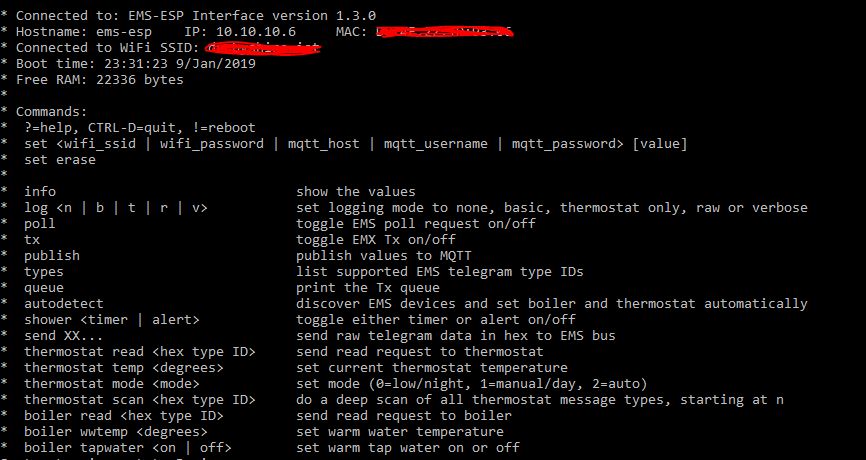 * Connected to: EMS-ESP Interface version 1.3.0
* Hostname: ems-esp   IP: 10.10.10.6     MAC:
* Connected to WiFi SSID:
* Boot time: 23:31:23 9/Jan/2019
* Free RAM: 22336 bytes
*
* Commands:
*  ?=help, CTRL-D=quit, !=reboot
*  set <wifi_ssid | wifi_password | mqtt_host | mqtt_username | mqtt_password> [value]
*  set erase
*
*  info                              show the values
*  log <n | b | t | r | v>           set logging mode to none, basic, thermostat only, raw or verbose
*  poll                              toggle EMS poll request on/off
*  tx                                toggle EMX Tx on/off
*  publish                           publish values to MQTT
*  types                             list supported EMS telegram type IDs
*  queue                             print the Tx queue
*  autodetect                        discover EMS devices and set boiler and thermostat automatically
*  shower <timer | alert>            toggle either timer or alert on/off
*  send XX...                        send raw telegram data in hex to EMS bus
*  thermostat read <hex type ID>     send read request to thermostat
*  thermostat temp <degrees>         set current thermostat temperature
*  thermostat mode <mode>            set mode (0=low/night, 1=manual/day, 2=auto)
*  thermostat scan <hex type ID>     do a deep scan of all thermostat message types, starting at n
*  boiler read <hex type ID>         send read request to boiler
*  boiler wwtemp <degrees>           set warm water temperature
*  boiler tapwater <on | off>        set warm tap water on or off